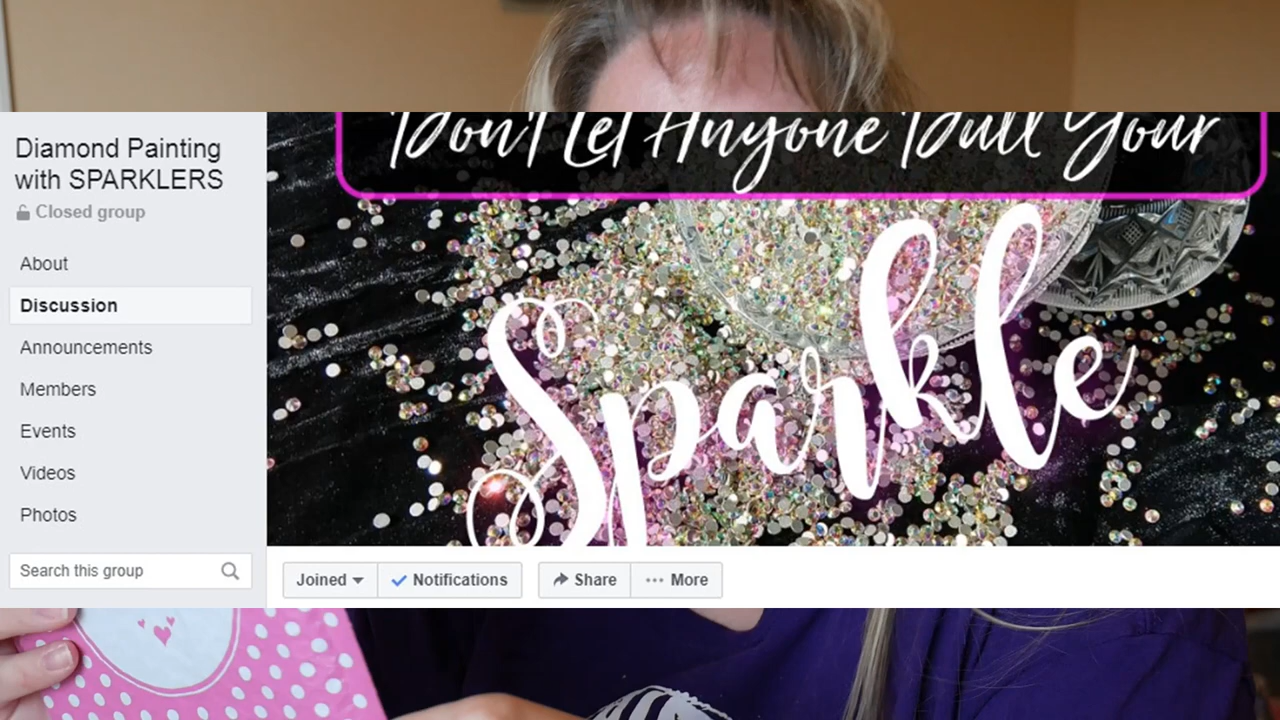 Diamond Painting
with SPARKLERS
Closed group
About
Discussion
Announcements
Members
Events
Videos
Photos
Search this group
Don't Let Anyone Dull Your
Sparkle
Joined
Notifications
Share
More